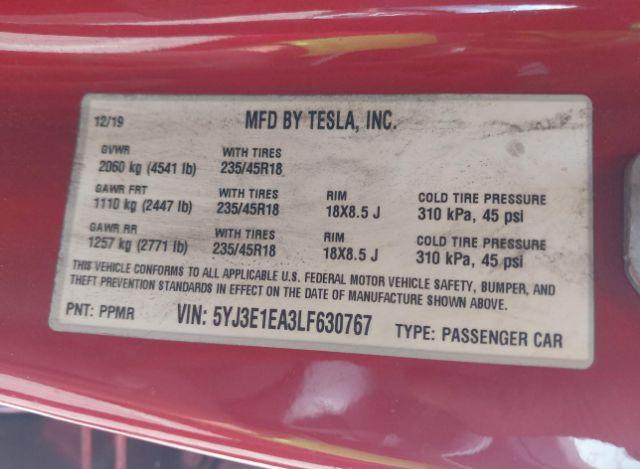 12/19 MFD BY TESLA, INC.
GVWR WITH TIRES
2060 kg (4541 lb) 235/45R18
GAWR FRT WITH TIRES RIM COLD TIRE PRESSURE
1110 kg (2447 lb) 235/45R18 18X8.5 J 310 kPa, 45 psi
GAWR RR WITH TIRES RIM COLD TIRE PRESSURE
1257 kg (2771 lb) 235/45R18 18X8.5 J 310 kPa, 45 psi
THIS VEHICLE CONFORMS TO ALL APPLICABLE U.S. FEDERAL MOTOR VEHICLE SAFETY, BUMPER, AND
THEFT PREVENTION STANDARDS IN EFFECT ON THE DATE OF MANUFACTURE SHOWN ABOVE.
PNT: PPMR VIN: 5YJ3E1EA3LF630767 TYPE: PASSENGER CAR